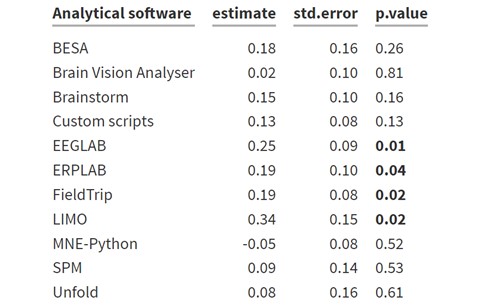 Analytical software estimate std.error p.value
BESA 0.18 0.16 0.26
Brain Vision Analyser 0.02 0.10 0.81
Brainstorm 0.15 0.10 0.16
Custom scripts 0.13 0.08 0.13
EEGLAB 0.25 0.09 0.01
ERPLAB 0.19 0.10 0.04
FieldTrip 0.19 0.08 0.02
LIMO 0.34 0.15 0.02
MNE-Python -0.05 0.08 0.52
SPM 0.09 0.14 0.53
Unfold 0.08 0.16 0.61